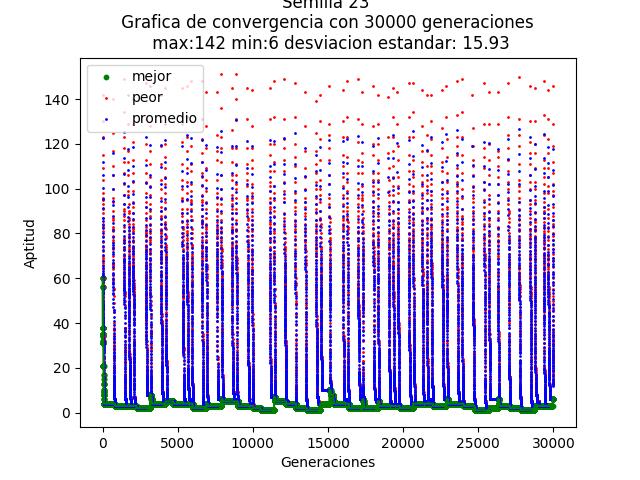 Semilla 23
Grafica de convergencia con 30000 generaciones
max:142 min:6 desviacion estandar: 15.93
mejor
peor
promedio
Aptitud
140
120
100
80
60
40
20
0
0 5000 10000 15000 20000 25000 30000
Generaciones